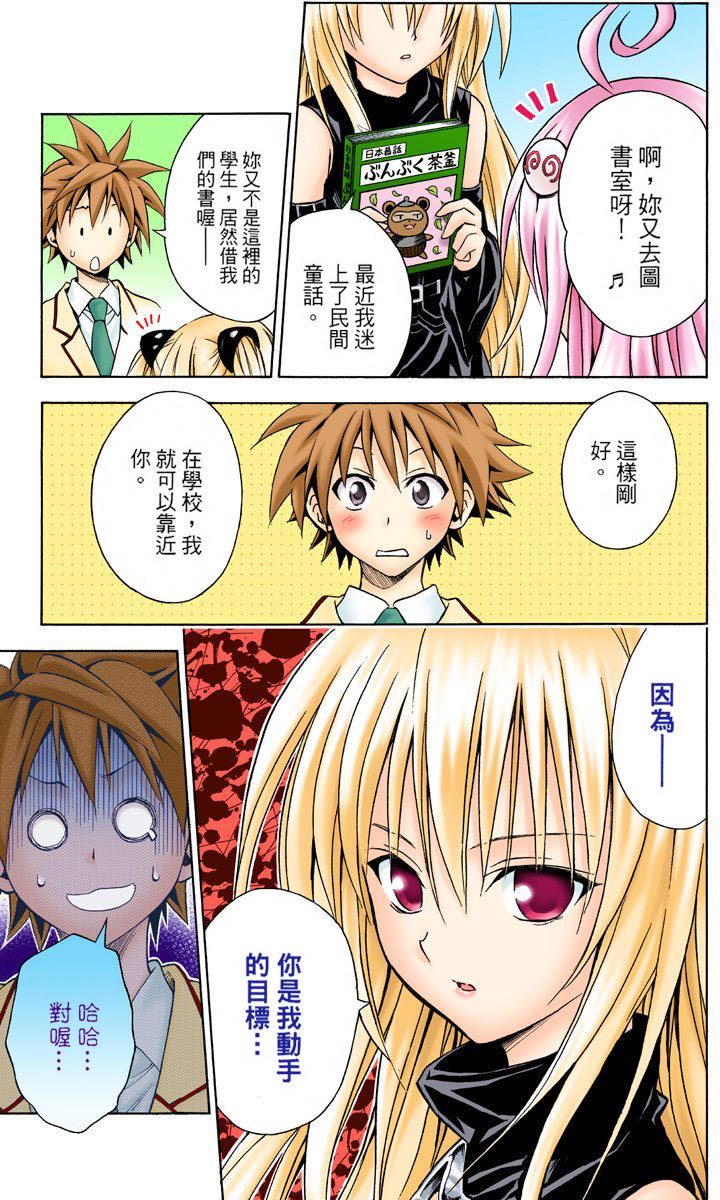 啊，妳又去圖
書室呀！
♬
日本昔話
ぶんぶく茶釜
最近我迷
上了民間
童話。
妳又不是這裡的
學生，居然借我
們的書喔——
這樣剛
好。
在學校，我
就可以靠近
你。
因為——
你是我動手
的目標…
哈哈…
對喔…